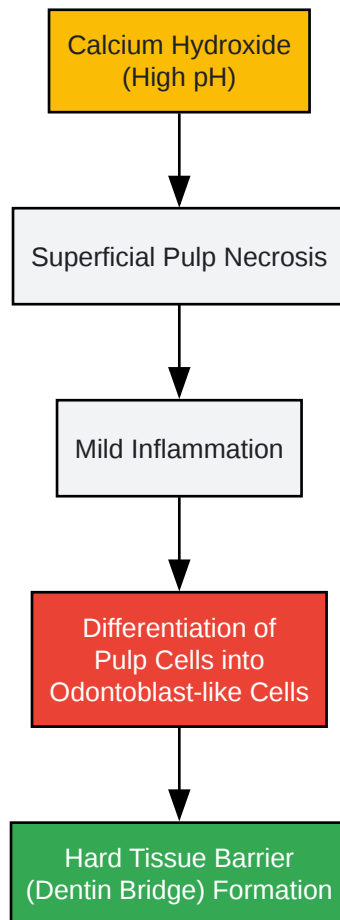 Calcium Hydroxide
(High pH)
Superficial Pulp Necrosis
Mild Inflammation
Differentiation of
Pulp Cells into
Odontoblast-like Cells
Hard Tissue Barrier
(Dentin Bridge) Formation